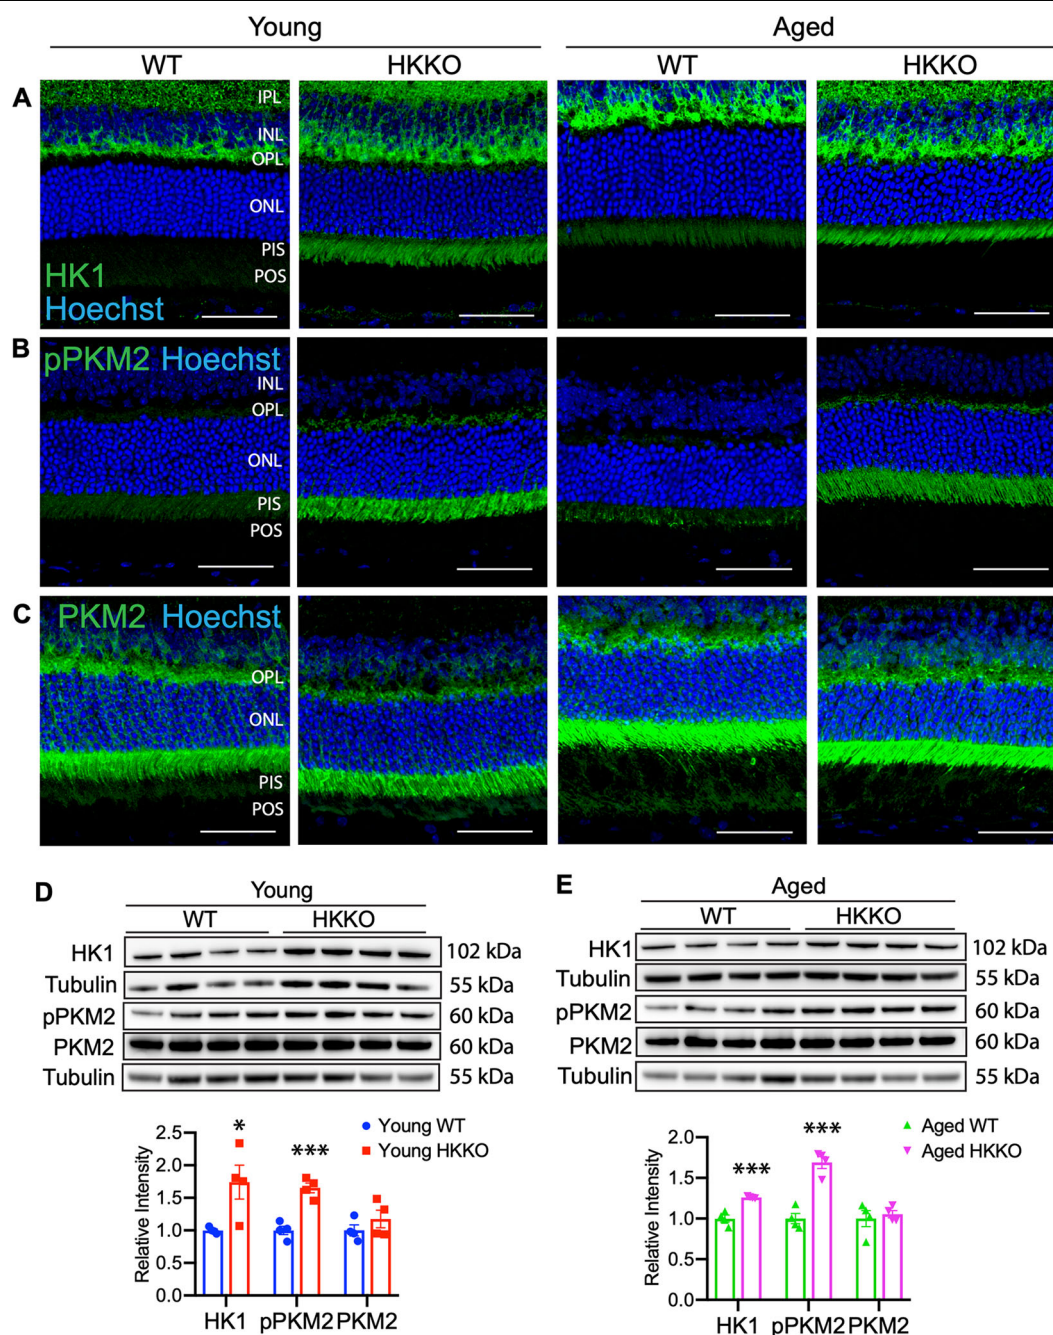 Young Aged
WT HKKO WT HKKO
A
IPL
INL
OPL
ONL
PIS
POS
HK1
Hoechst
B
pPKM2 Hoechst
INL
OPL
ONL
PIS
POS
C
PKM2 Hoechst
OPL
ONL
PIS
POS
D
Young
WT HKKO
HK1 102 kDa
Tubulin 55 kDa
pPKM2 60 kDa
PKM2 60 kDa
Tubulin 55 kDa
Young WT
Young HKKO
Relative Intensity
2.5
2.0
1.5
1.0
0.5
0.0
* ***
HK1 pPKM2 PKM2
E
Aged
WT HKKO
HK1 102 kDa
Tubulin 55 kDa
pPKM2 60 kDa
PKM2 60 kDa
Tubulin 55 kDa
Aged WT
Aged HKKO
Relative Intensity
2.0
1.5
1.0
0.5
0.0
*** ***
HK1 pPKM2 PKM2